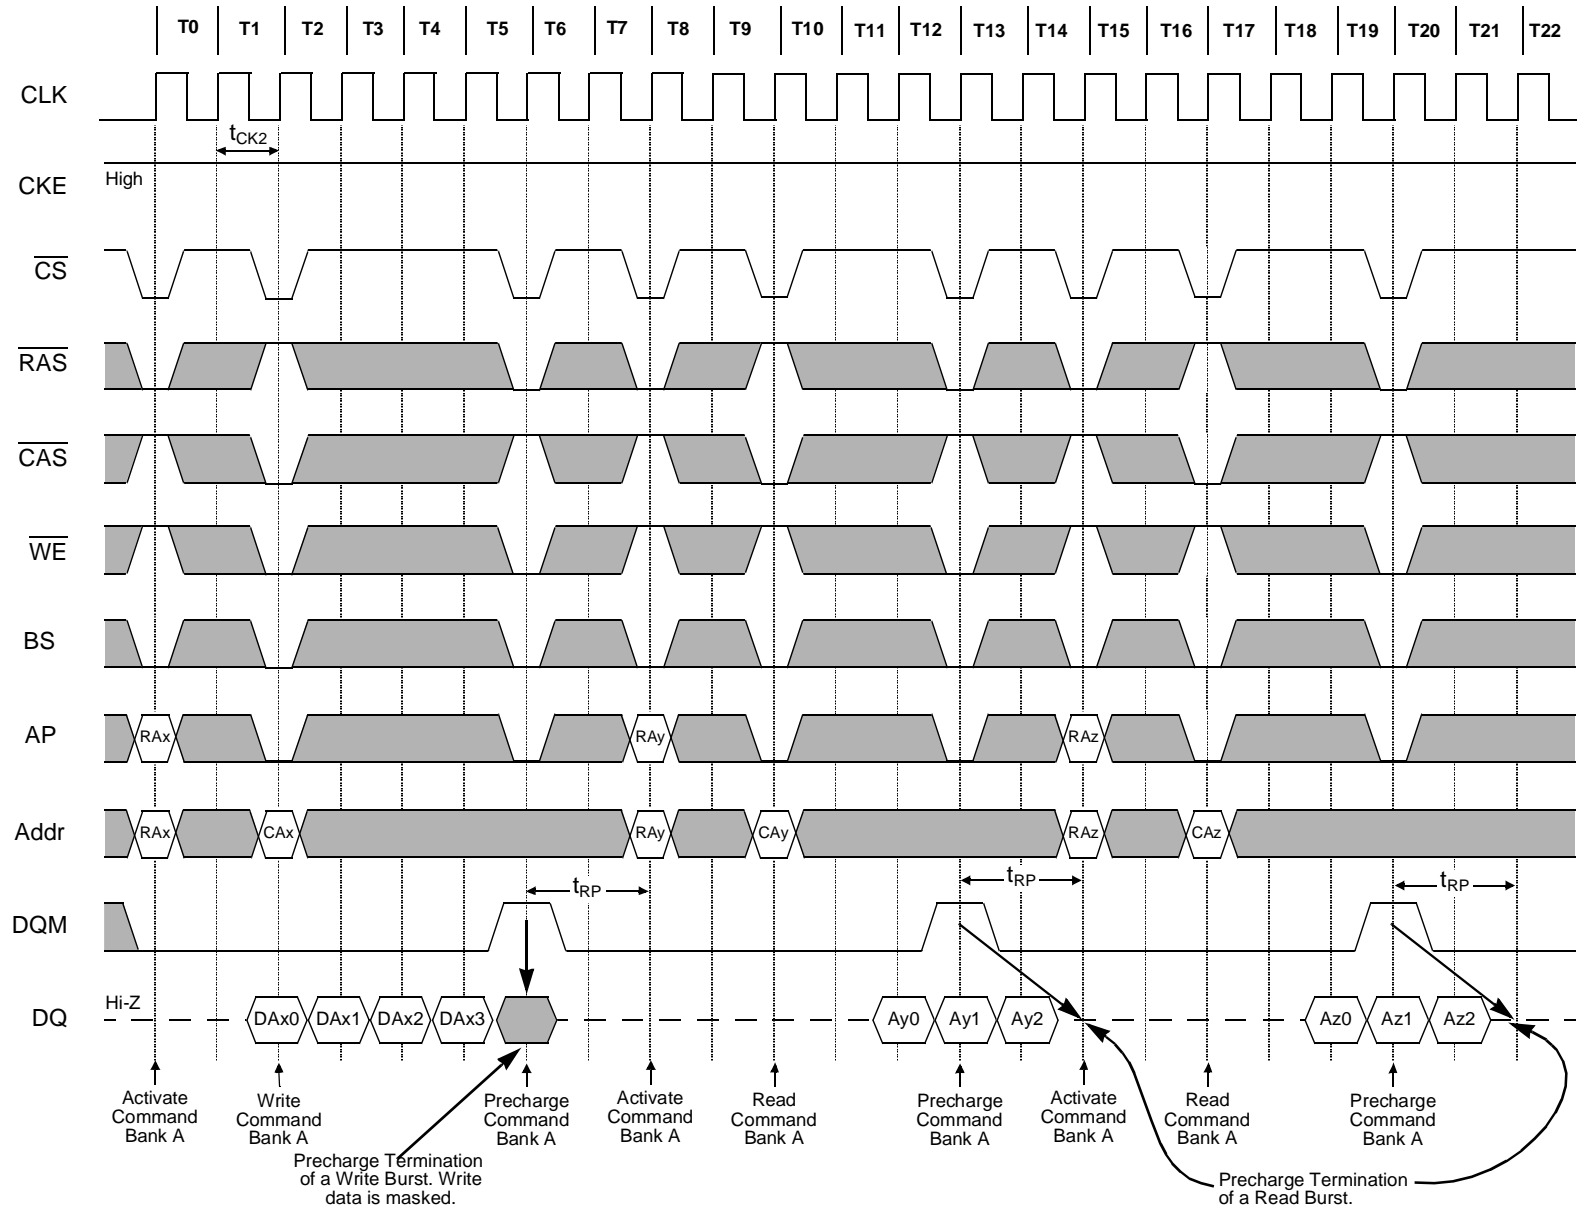 T0 T1 T2 T3 T4 T5 T6 T7 T8 T9 T10 T11 T12 T13 T14 T15 T16 T17 T18 T19 T20 T21 T22
CLK
tCK2
CKE
High
CS
RAS
CAS
WE
BS
AP
RAx RAy RAz
Addr
RAx CAx RAy CAy RAz CAz
tRP tRP tRP
DQM
DQ
Hi-Z
DAx0 DAx1 DAx2 DAx3 Ay0 Ay1 Ay2 Az0 Az1 Az2
Activate
Command
Bank A
Write
Command
Bank A
Precharge
Command
Bank A
Activate
Command
Bank A
Read
Command
Bank A
Precharge
Command
Bank A
Activate
Command
Bank A
Read
Command
Bank A
Precharge
Command
Bank A
Precharge Termination
of a Write Burst. Write
data is masked.
Precharge Termination
of a Read Burst.